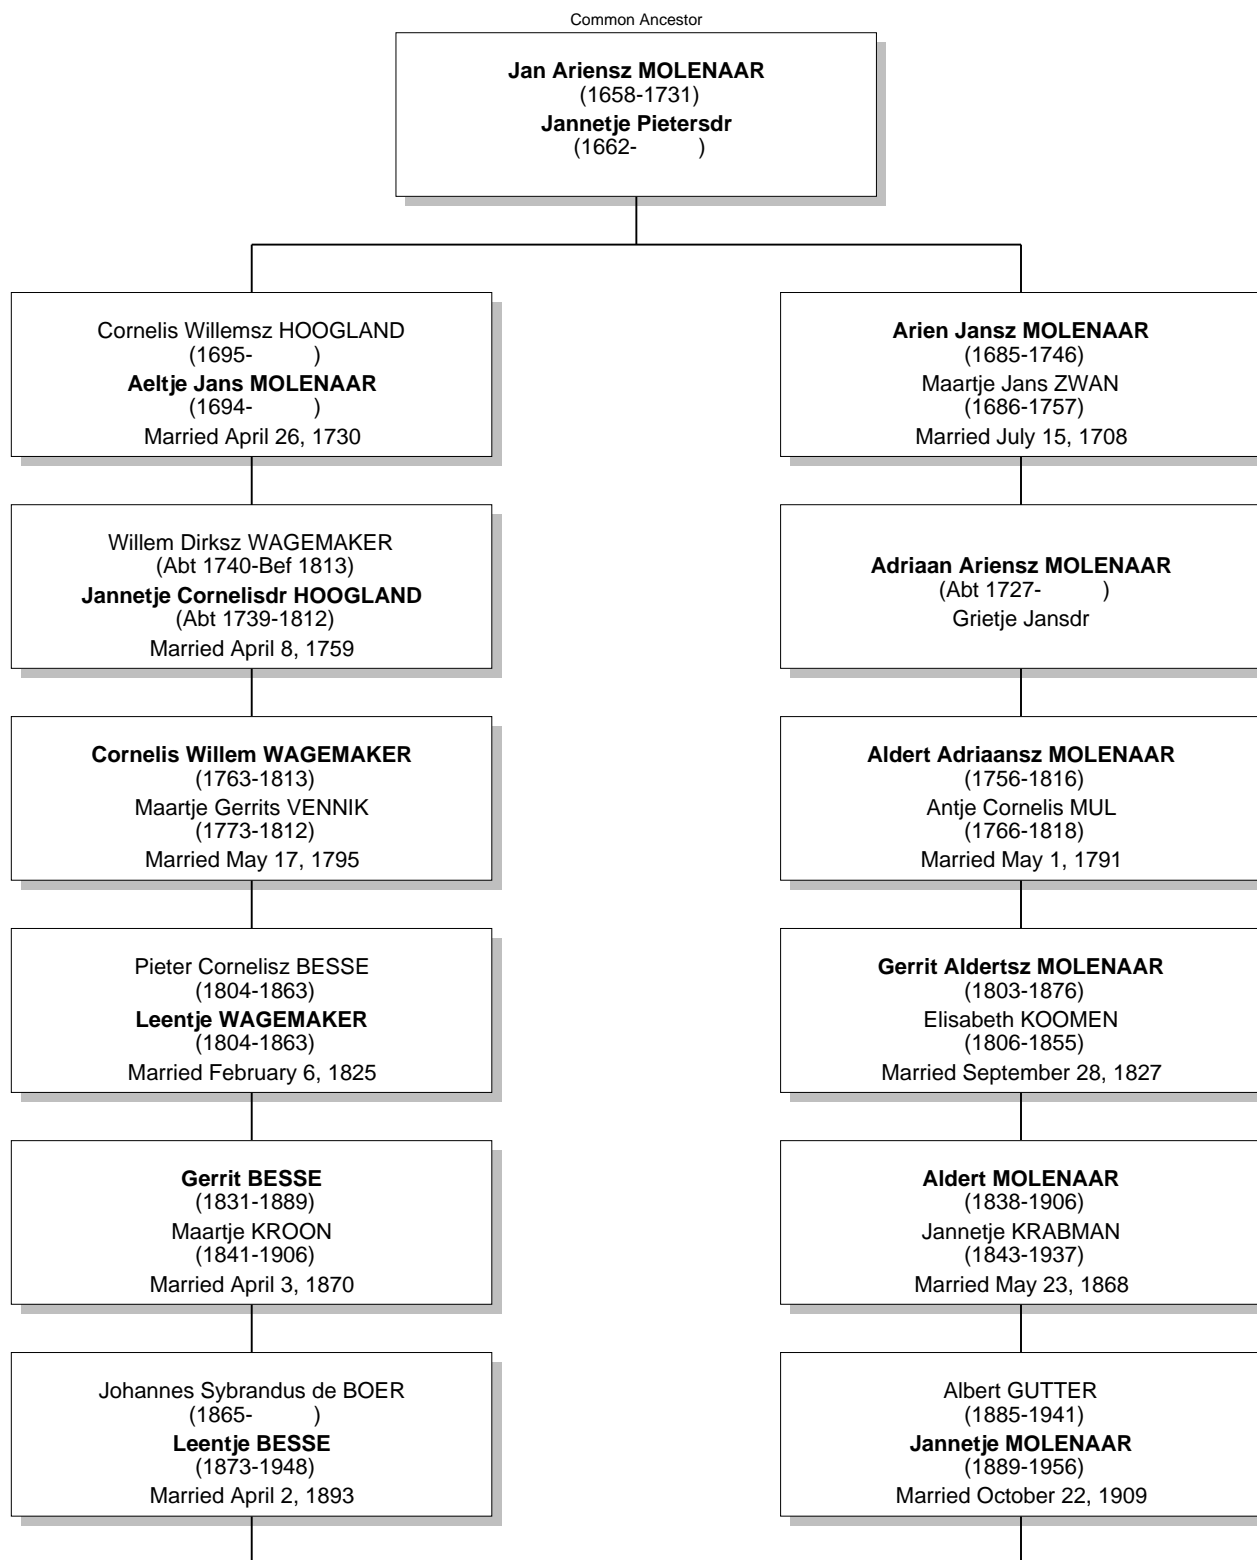 Common Ancestor
Jan Ariensz MOLENAAR
(1658-1731)
Jannetje Pietersdr
(1662- )
Cornelis Willemsz HOOGLAND
(1695- )
Aeltje Jans MOLENAAR
(1694- )
Married April 26, 1730
Arien Jansz MOLENAAR
(1685-1746)
Maartje Jans ZWAN
(1686-1757)
Married July 15, 1708
Willem Dirksz WAGEMAKER
(Abt 1740-Bef 1813)
Jannetje Cornelisdr HOOGLAND
(Abt 1739-1812)
Married April 8, 1759
Adriaan Ariensz MOLENAAR
(Abt 1727- )
Grietje Jansdr
Cornelis Willem WAGEMAKER
(1763-1813)
Maartje Gerrits VENNIK
(1773-1812)
Married May 17, 1795
Aldert Adriaansz MOLENAAR
(1756-1816)
Antje Cornelis MUL
(1766-1818)
Married May 1, 1791
Pieter Cornelisz BESSE
(1804-1863)
Leentje WAGEMAKER
(1804-1863)
Married February 6, 1825
Gerrit Aldertsz MOLENAAR
(1803-1876)
Elisabeth KOOMEN
(1806-1855)
Married September 28, 1827
Gerrit BESSE
(1831-1889)
Maartje KROON
(1841-1906)
Married April 3, 1870
Aldert MOLENAAR
(1838-1906)
Jannetje KRABMAN
(1843-1937)
Married May 23, 1868
Johannes Sybrandus de BOER
(1865- )
Leentje BESSE
(1873-1948)
Married April 2, 1893
Albert GUTTER
(1885-1941)
Jannetje MOLENAAR
(1889-1956)
Married October 22, 1909